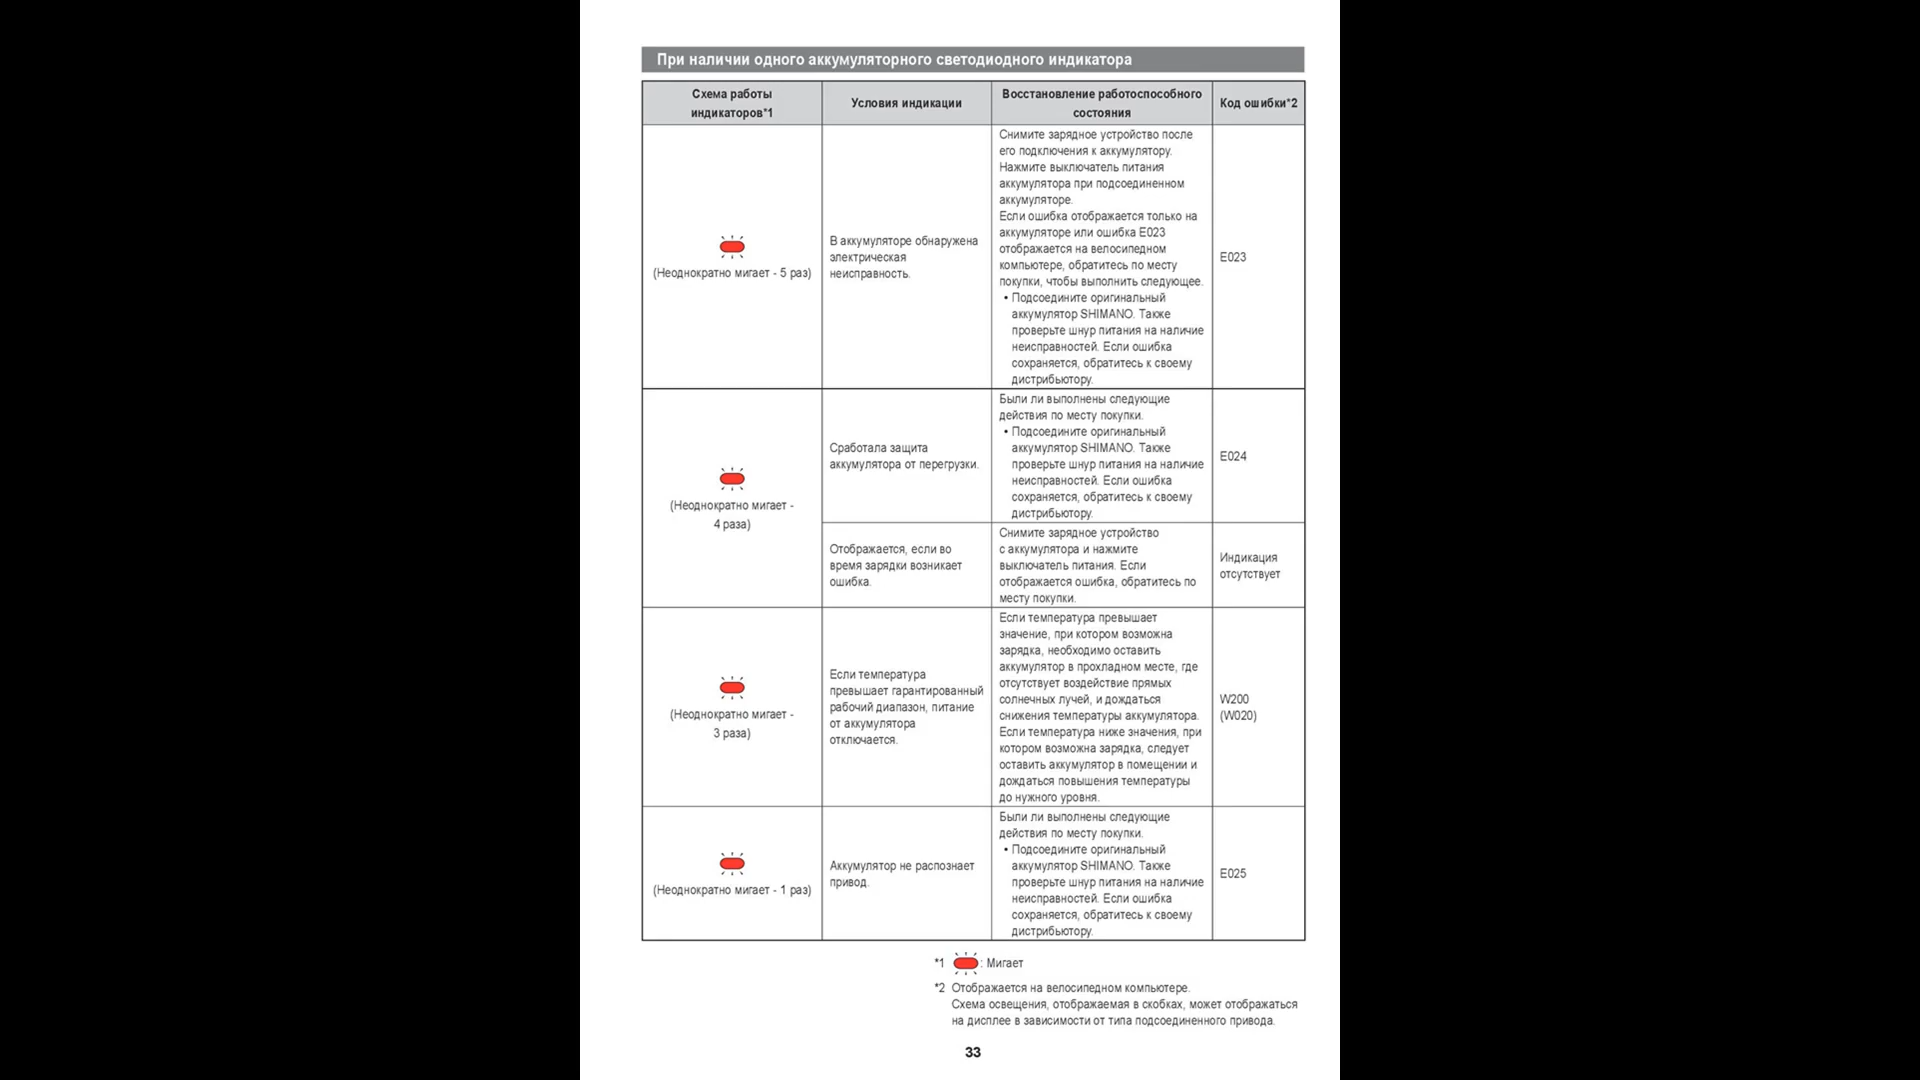 При наличии одного аккумуляторного светодиодного индикатора
Схема работы
индикаторов*1
Условия индикации
Восстановление работоспособного
состояния
Код ошибки*2
(Неоднократно мигает - 5 раз)
В аккумуляторе обнаружена
электрическая
неисправность.
Снимите зарядное устройство после
его подключения к аккумулятору.
Нажмите выключатель питания
аккумулятора при подсоединенном
аккумуляторе.
Если ошибка отображается только на
аккумуляторе или ошибка E023
отображается на велосипедном
компьютере, обратитесь по месту
покупки, чтобы выполнить следующее.
• Подсоедините оригинальный
аккумулятор SHIMANO. Также
проверьте шнур питания на наличие
неисправностей. Если ошибка
сохраняется, обратитесь к своему
дистрибьютору.
E023
(Неоднократно мигает -
4 раза)
Сработала защита
аккумулятора от перегрузки.
Были ли выполнены следующие
действия по месту покупки.
• Подсоедините оригинальный
аккумулятор SHIMANO. Также
проверьте шнур питания на наличие
неисправностей. Если ошибка
сохраняется, обратитесь к своему
дистрибьютору.
E024
Отображается, если во
время зарядки возникает
ошибка.
Снимите зарядное устройство
с аккумулятора и нажмите
выключатель питания. Если
отображается ошибка, обратитесь по
месту покупки.
Индикация
отсутствует
(Неоднократно мигает -
3 раза)
Если температура
превышает гарантированный
рабочий диапазон, питание
от аккумулятора
отключается.
Если температура превышает
значение, при котором возможна
зарядка, необходимо оставить
аккумулятор в прохладном месте, где
отсутствует воздействие прямых
солнечных лучей, и дождаться
снижения температуры аккумулятора.
Если температура ниже значения, при
котором возможна зарядка, следует
оставить аккумулятор в помещении и
дождаться повышения температуры
до нужного уровня.
W200
(W020)
(Неоднократно мигает - 1 раз)
Аккумулятор не распознает
привод.
Были ли выполнены следующие
действия по месту покупки.
• Подсоедините оригинальный
аккумулятор SHIMANO. Также
проверьте шнур питания на наличие
неисправностей. Если ошибка
сохраняется, обратитесь к своему
дистрибьютору.
E025
*1 : Мигает
*2 Отображается на велосипедном компьютере.
Схема освещения, отображаемая в скобках, может отображаться
на дисплее в зависимости от типа подсоединенного привода.
33